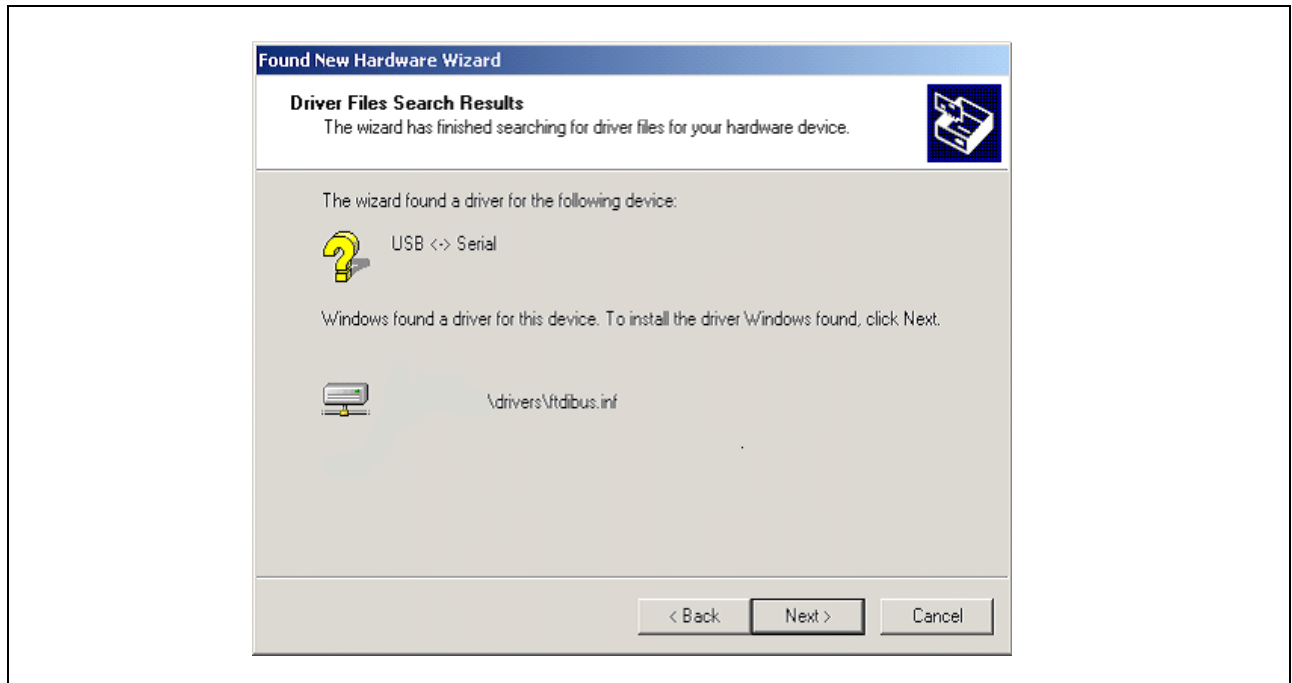 Found New Hardware Wizard
Driver Files Search Results
The wizard has finished searching for driver files for your hardware device.
The wizard found a driver for the following device:
USB <-> Serial
Windows found a driver for this device. To install the driver Windows found, click Next.
\drivers\ftdibus.inf
< Back Next > Cancel